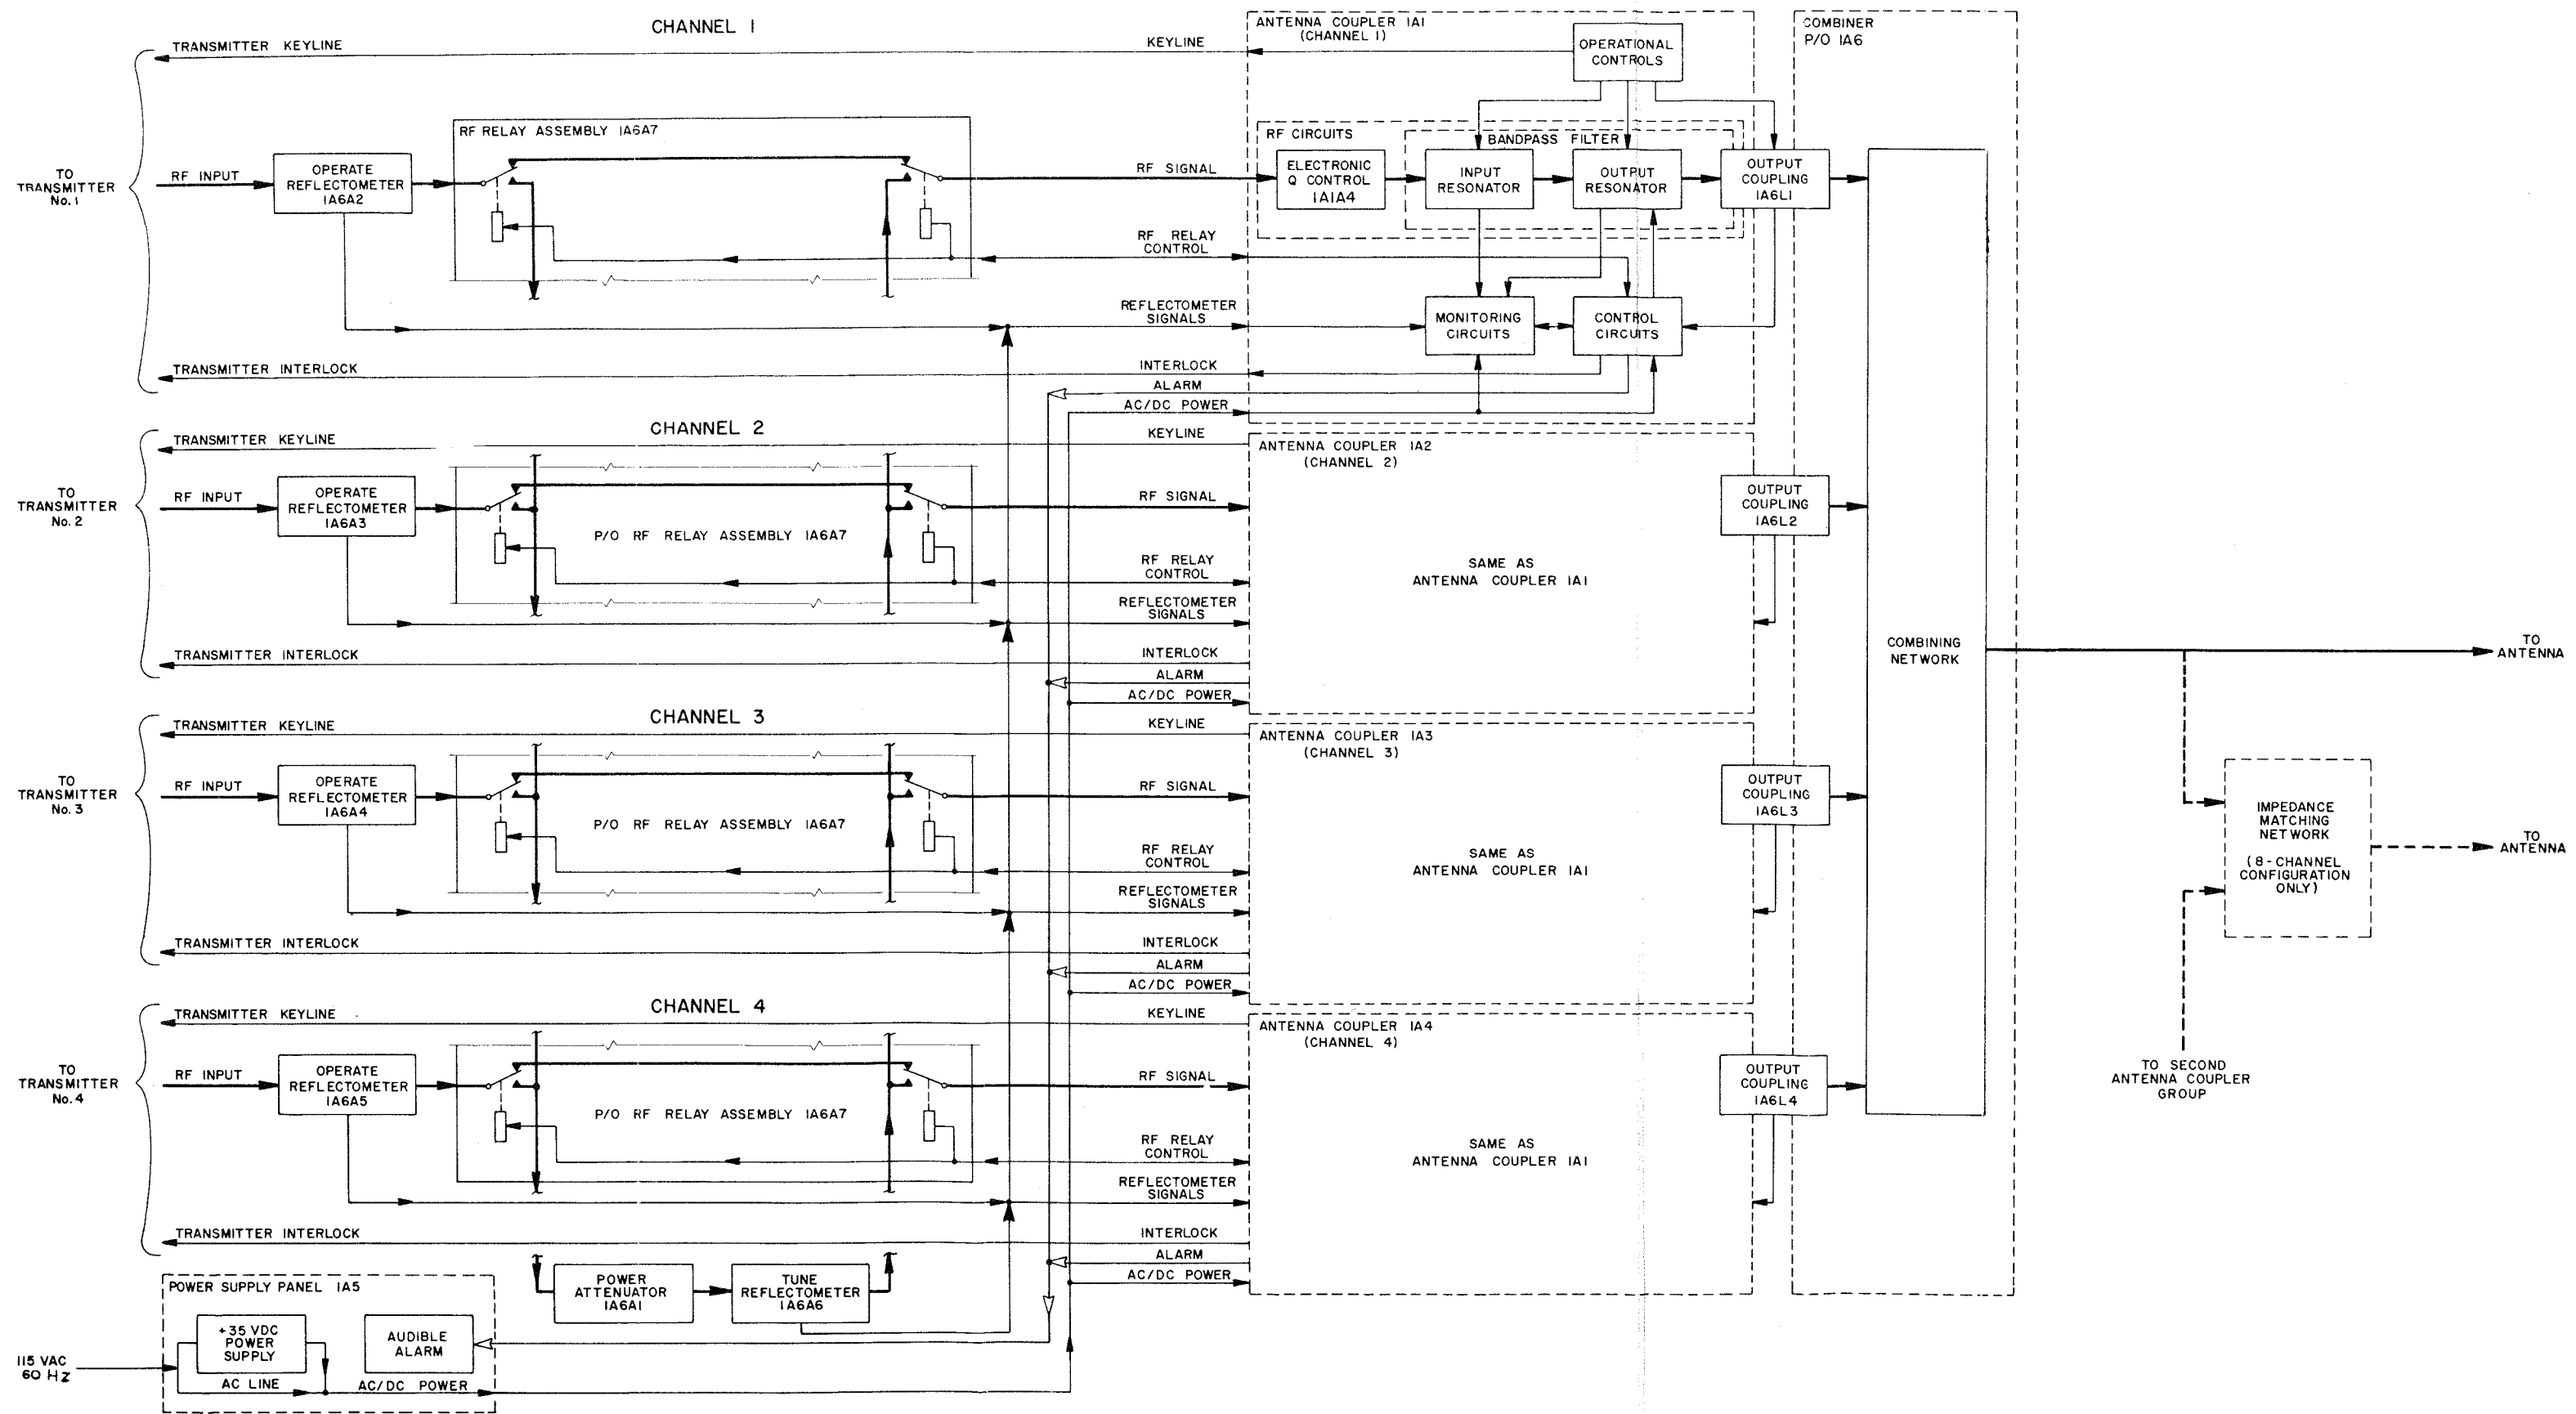 CHANNEL 1
TRANSMITTER KEYLINE
KEYLINE
ANTENNA COUPLER 1A1
(CHANNEL 1)
OPERATIONAL
CONTROLS
COMBINER
P/O 1A6
TO
TRANSMITTER
No. 1
RF INPUT
OPERATE
REFLECTOMETER
1A6A2
RF RELAY ASSEMBLY 1A6A7
RF SIGNAL
RF CIRCUITS
BANDPASS FILTER
ELECTRONIC
Q CONTROL
1A1A4
INPUT
RESONATOR
OUTPUT
RESONATOR
OUTPUT
COUPLING
1A6L1
RF RELAY
CONTROL
REFLECTOMETER
SIGNALS
MONITORING
CIRCUITS
CONTROL
CIRCUITS
TRANSMITTER INTERLOCK
INTERLOCK
ALARM
AC/DC POWER
CHANNEL 2
TRANSMITTER KEYLINE
KEYLINE
ANTENNA COUPLER 1A2
(CHANNEL 2)
TO
TRANSMITTER
No. 2
RF INPUT
OPERATE
REFLECTOMETER
1A6A3
P/O RF RELAY ASSEMBLY 1A6A7
RF SIGNAL
OUTPUT
COUPLING
1A6L2
RF RELAY
CONTROL
SAME AS
ANTENNA COUPLER 1A1
REFLECTOMETER
SIGNALS
TRANSMITTER INTERLOCK
INTERLOCK
ALARM
AC/DC POWER
COMBINING
NETWORK
TO
ANTENNA
CHANNEL 3
TRANSMITTER KEYLINE
KEYLINE
ANTENNA COUPLER 1A3
(CHANNEL 3)
TO
TRANSMITTER
No. 3
RF INPUT
OPERATE
REFLECTOMETER
1A6A4
P/O RF RELAY ASSEMBLY 1A6A7
RF SIGNAL
OUTPUT
COUPLING
1A6L3
RF RELAY
CONTROL
SAME AS
ANTENNA COUPLER 1A1
REFLECTOMETER
SIGNALS
TRANSMITTER INTERLOCK
INTERLOCK
ALARM
AC/DC POWER
IMPEDANCE
MATCHING
NETWORK
(8-CHANNEL
CONFIGURATION
ONLY)
TO
ANTENNA
TO SECOND
ANTENNA COUPLER
GROUP
CHANNEL 4
TRANSMITTER KEYLINE
KEYLINE
ANTENNA COUPLER 1A4
(CHANNEL 4)
TO
TRANSMITTER
No. 4
RF INPUT
OPERATE
REFLECTOMETER
1A6A5
P/O RF RELAY ASSEMBLY 1A6A7
RF SIGNAL
OUTPUT
COUPLING
1A6L4
RF RELAY
CONTROL
SAME AS
ANTENNA COUPLER 1A1
REFLECTOMETER
SIGNALS
TRANSMITTER INTERLOCK
INTERLOCK
ALARM
AC/DC POWER
POWER
ATTENUATOR
1A6A1
TUNE
REFLECTOMETER
1A6A6
POWER SUPPLY PANEL 1A5
+35 VDC
POWER
SUPPLY
AUDIBLE
ALARM
115 VAC
60 Hz
AC LINE
AC/DC POWER